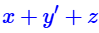 x + y′ + z